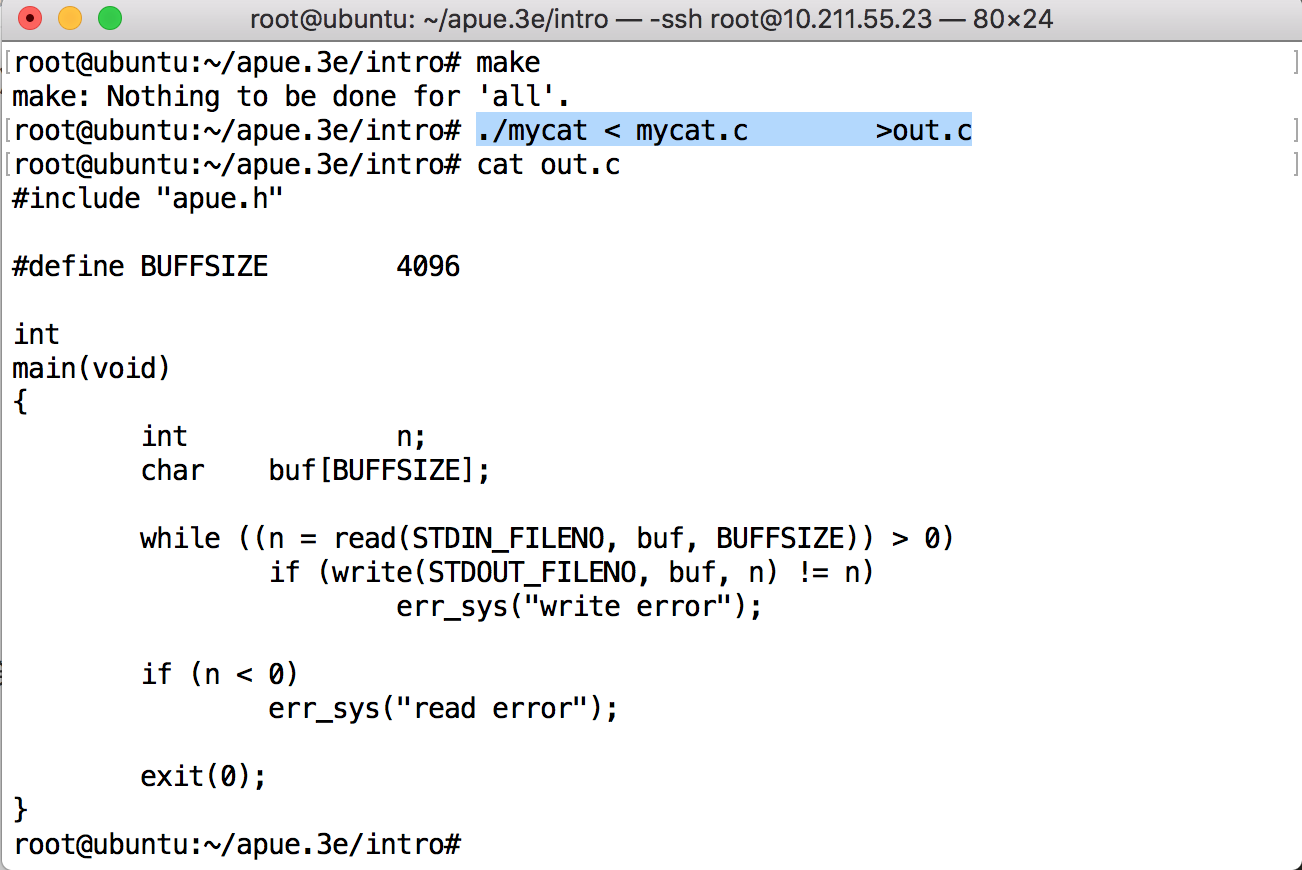 root@ubuntu: ~/apue.3e/intro — -ssh root@10.211.55.23 — 80×24
[root@ubuntu:~/apue.3e/intro# make ]
make: Nothing to be done for 'all'.
[root@ubuntu:~/apue.3e/intro# ./mycat < mycat.c        >out.c ]
[root@ubuntu:~/apue.3e/intro# cat out.c ]
#include "apue.h"

#define BUFFSIZE        4096

int
main(void)
{
        int             n;
        char    buf[BUFFSIZE];

        while ((n = read(STDIN_FILENO, buf, BUFFSIZE)) > 0)
                if (write(STDOUT_FILENO, buf, n) != n)
                        err_sys("write error");

        if (n < 0)
                err_sys("read error");

        exit(0);
}
root@ubuntu:~/apue.3e/intro#